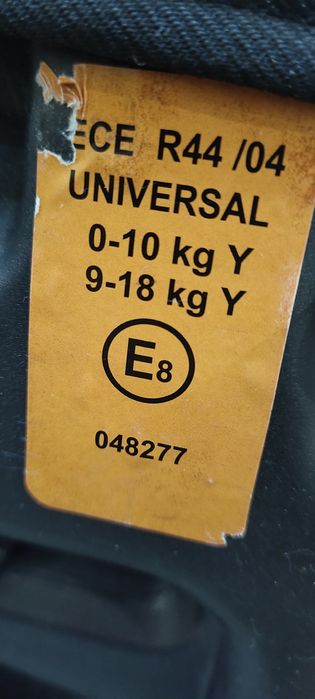 ECE R44 /04
UNIVERSAL
0-10 kg Y
9-18 kg Y
E8
048277